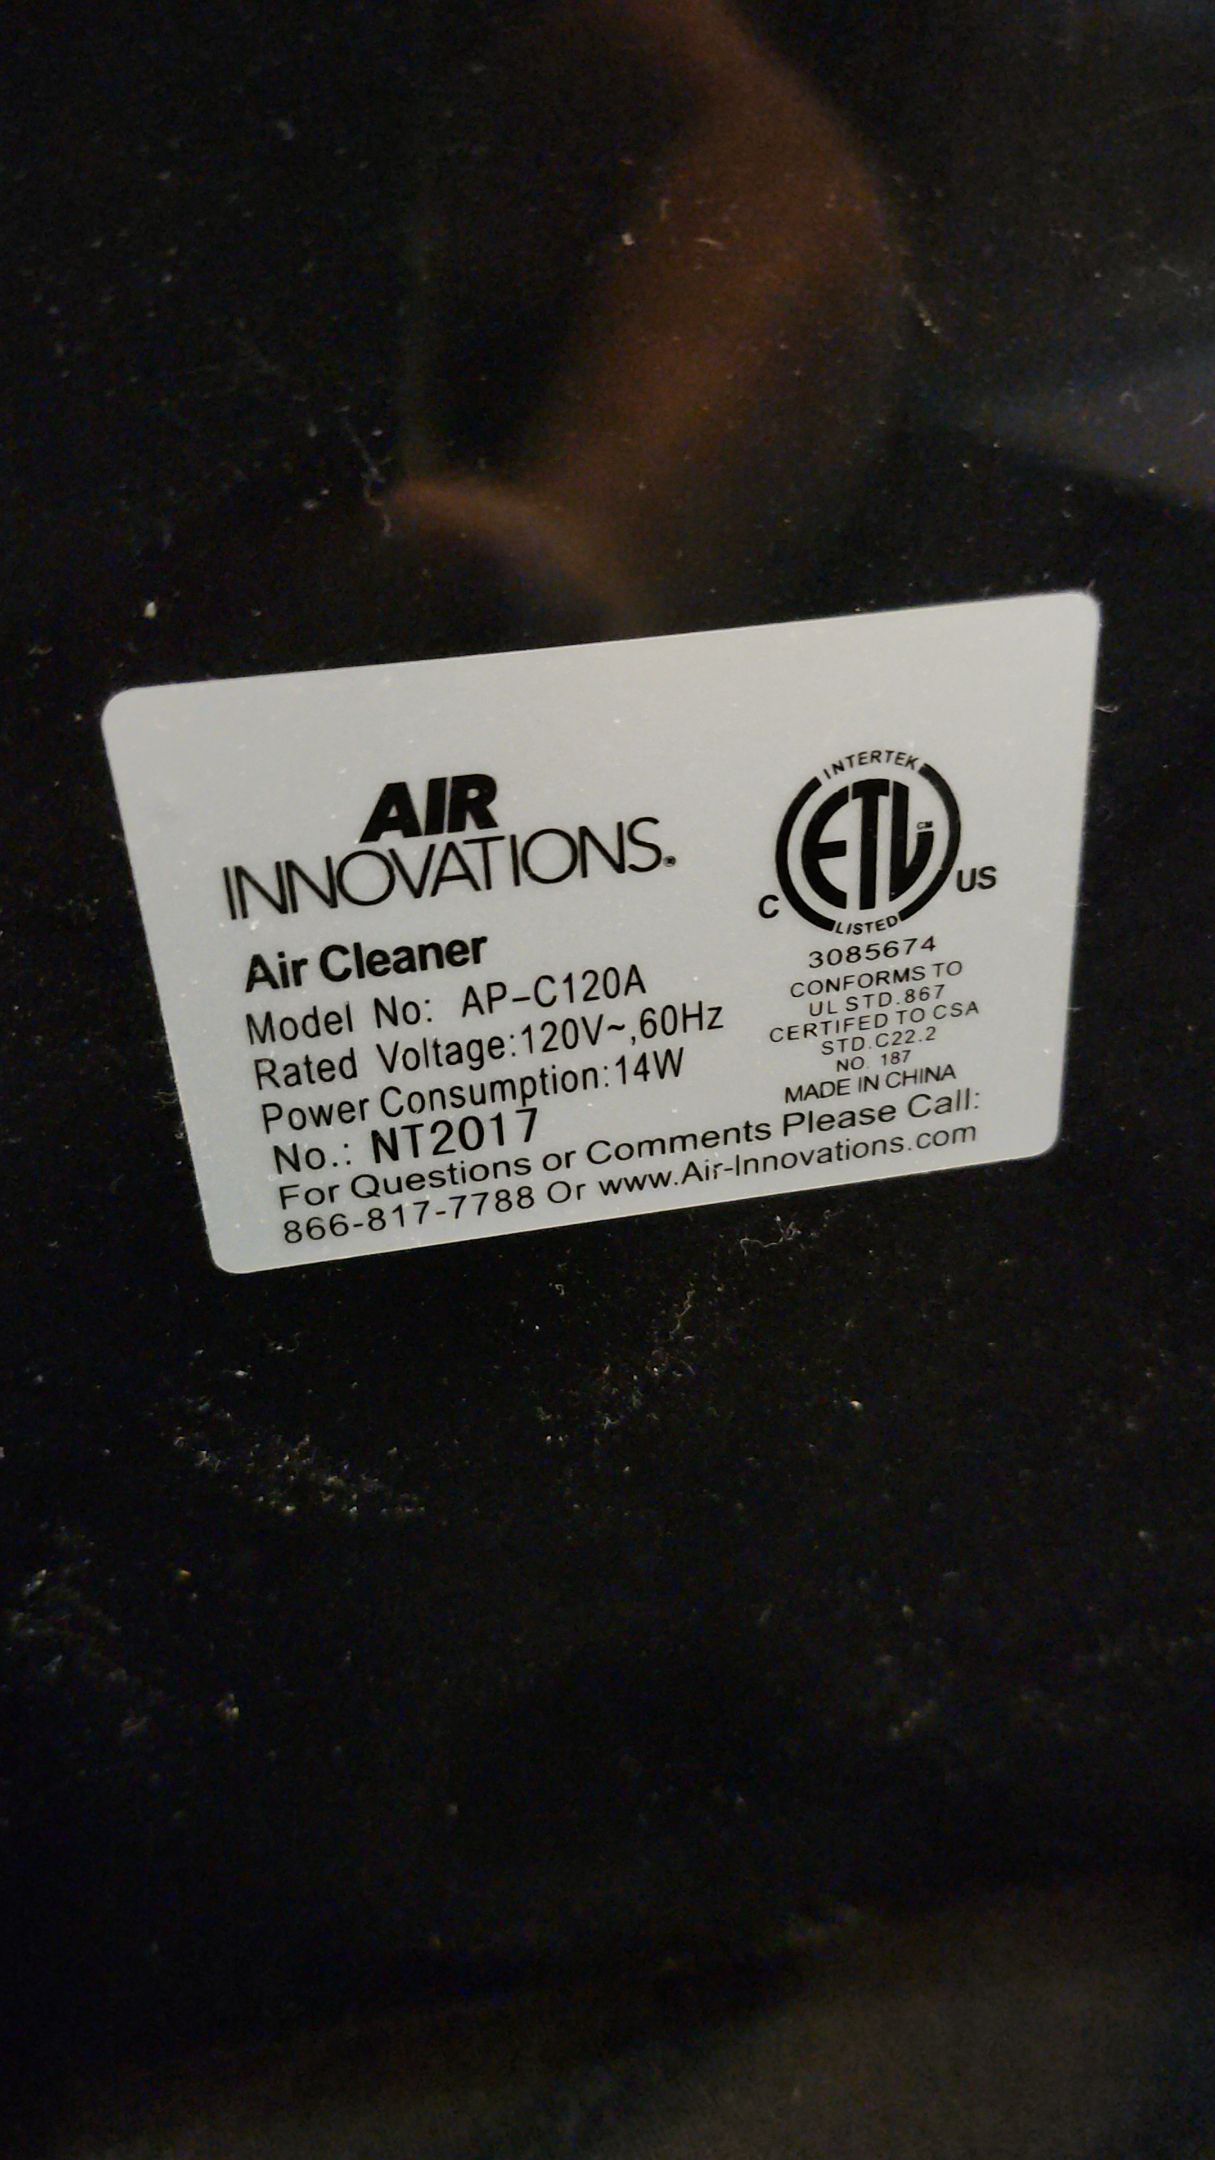 AIR
INNOVATIONS®
Air Cleaner
Model No: AP-C120A
Rated Voltage:120V~,60Hz
Power Consumption:14W
No.: NT2017
For Questions or Comments Please Call:
866-817-7788 Or www.Air-Innovations.com
INTERTEK
ETL CM
C US
LISTED
3085674
CONFORMS TO
UL STD.867
CERTIFED TO CSA
STD.C22.2
NO. 187
MADE IN CHINA